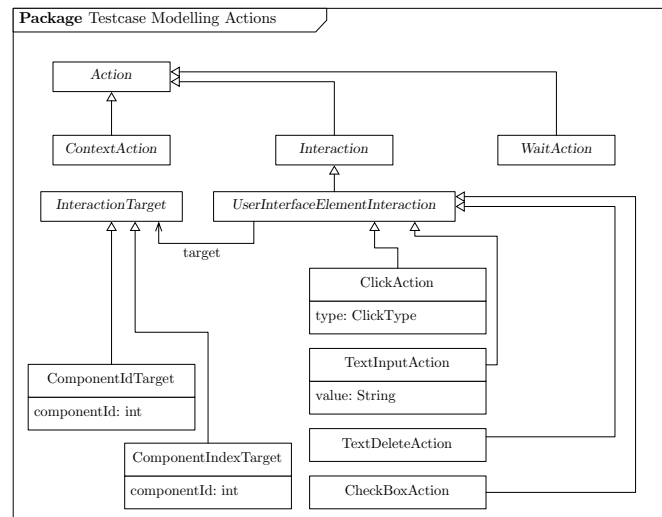 Package Testcase Modelling Actions
Action
ContextAction
Interaction
WaitAction
InteractionTarget
UserInterfaceElementInteraction
target
ClickAction
type: ClickType
TextInputAction
value: String
ComponentIdTarget
componentId: int
TextDeleteAction
ComponentIndexTarget
componentId: int
CheckBoxAction